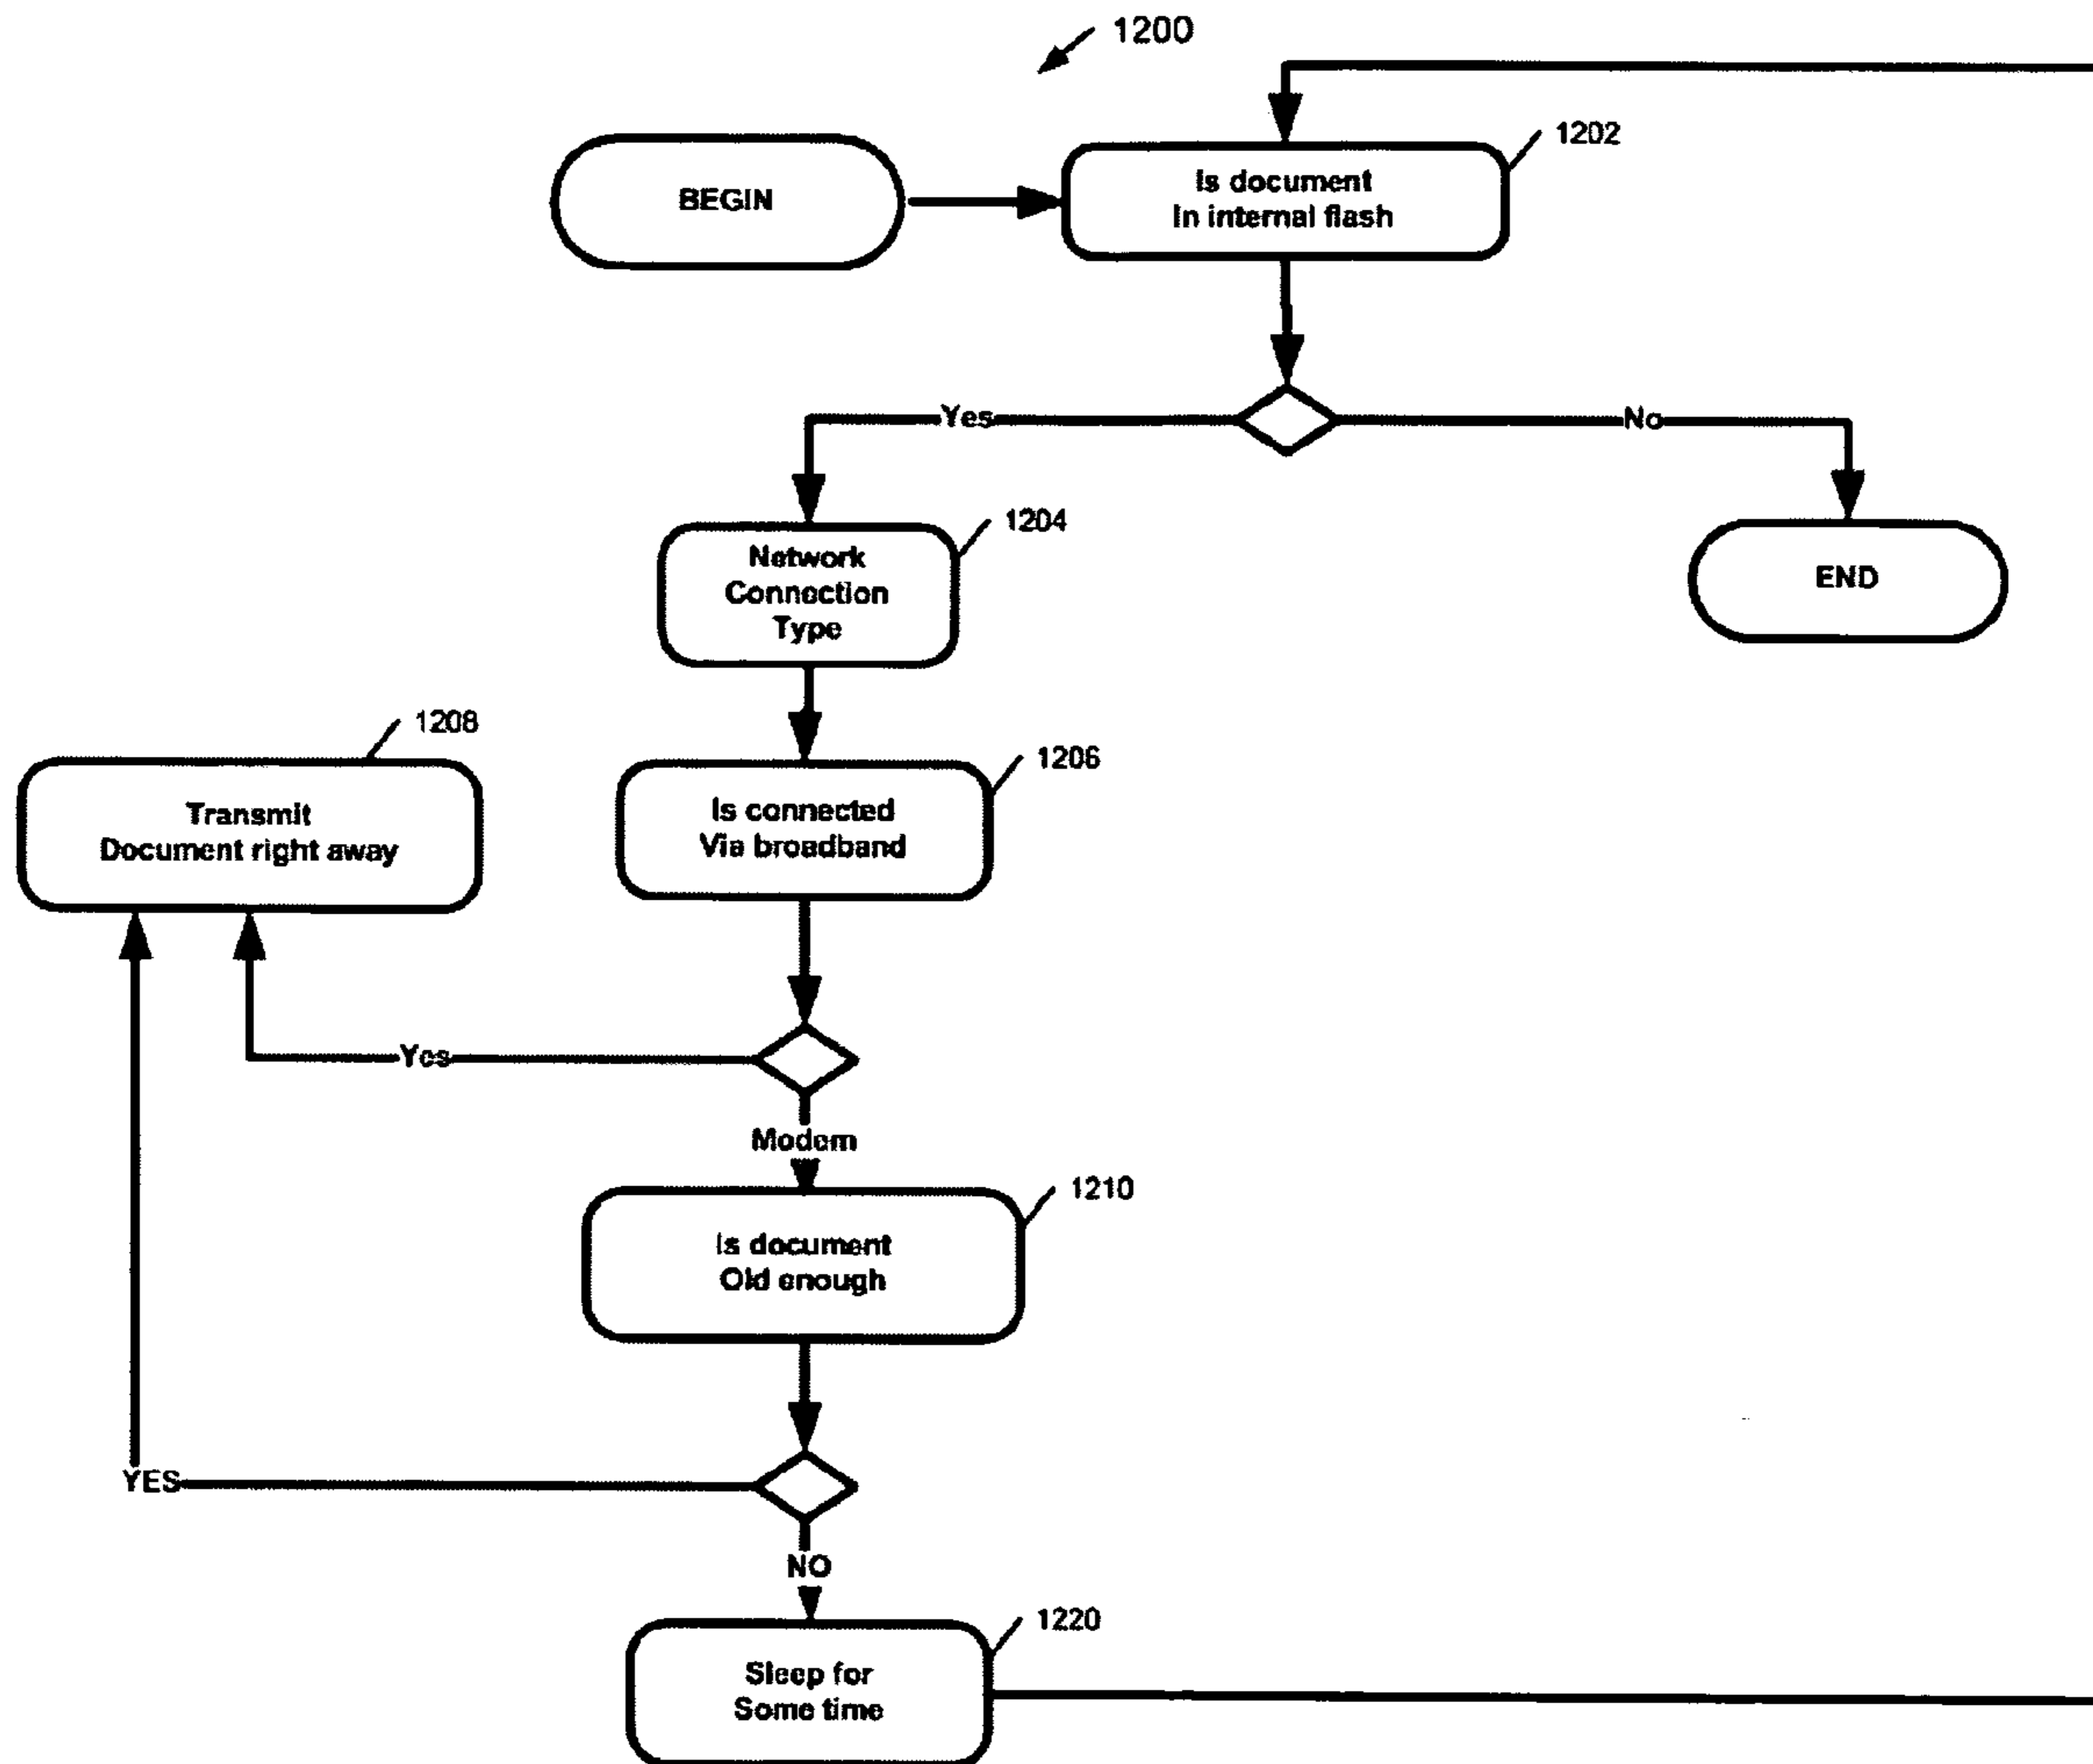 1200
1202
BEGIN
Is document
In internal flash
Yes
No
1204
Network
Connection
Type
END
1208
1206
Transmit
Document right away
Is connected
Via broadband
Yes
Modem
1210
Is document
Old enough
YES
NO
1220
Sleep for
Some time